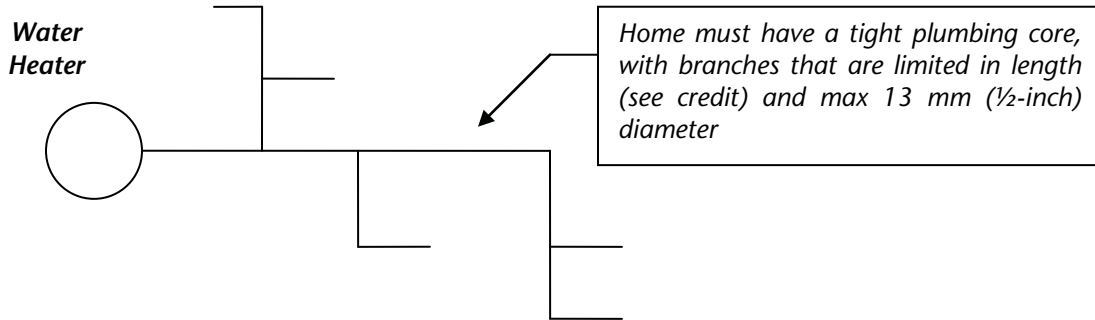 Water
Heater
Home must have a tight plumbing core,
with branches that are limited in length
(see credit) and max 13 mm (½-inch)
diameter